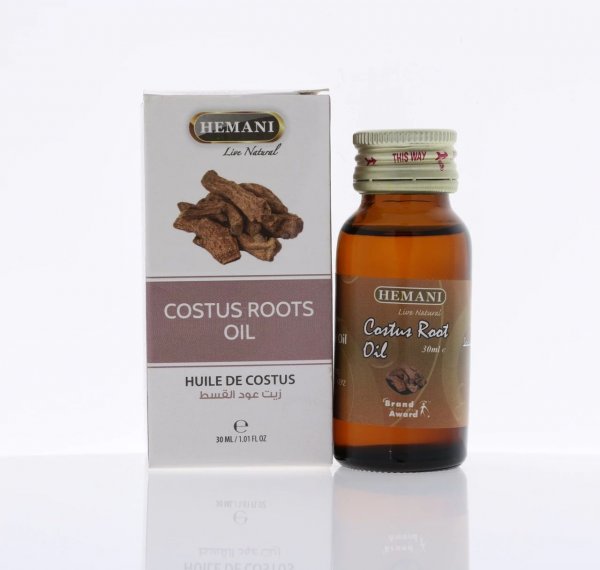 HEMANI
Live Natural
COSTUS ROOTS
OIL
HUILE DE COSTUS
زيت عود القسط
e
30 ML / 1.01 FL OZ
THIS WAY
HEMANI
Live Natural
Costus Root
Oil
30ml e
Oil
Brand
Award